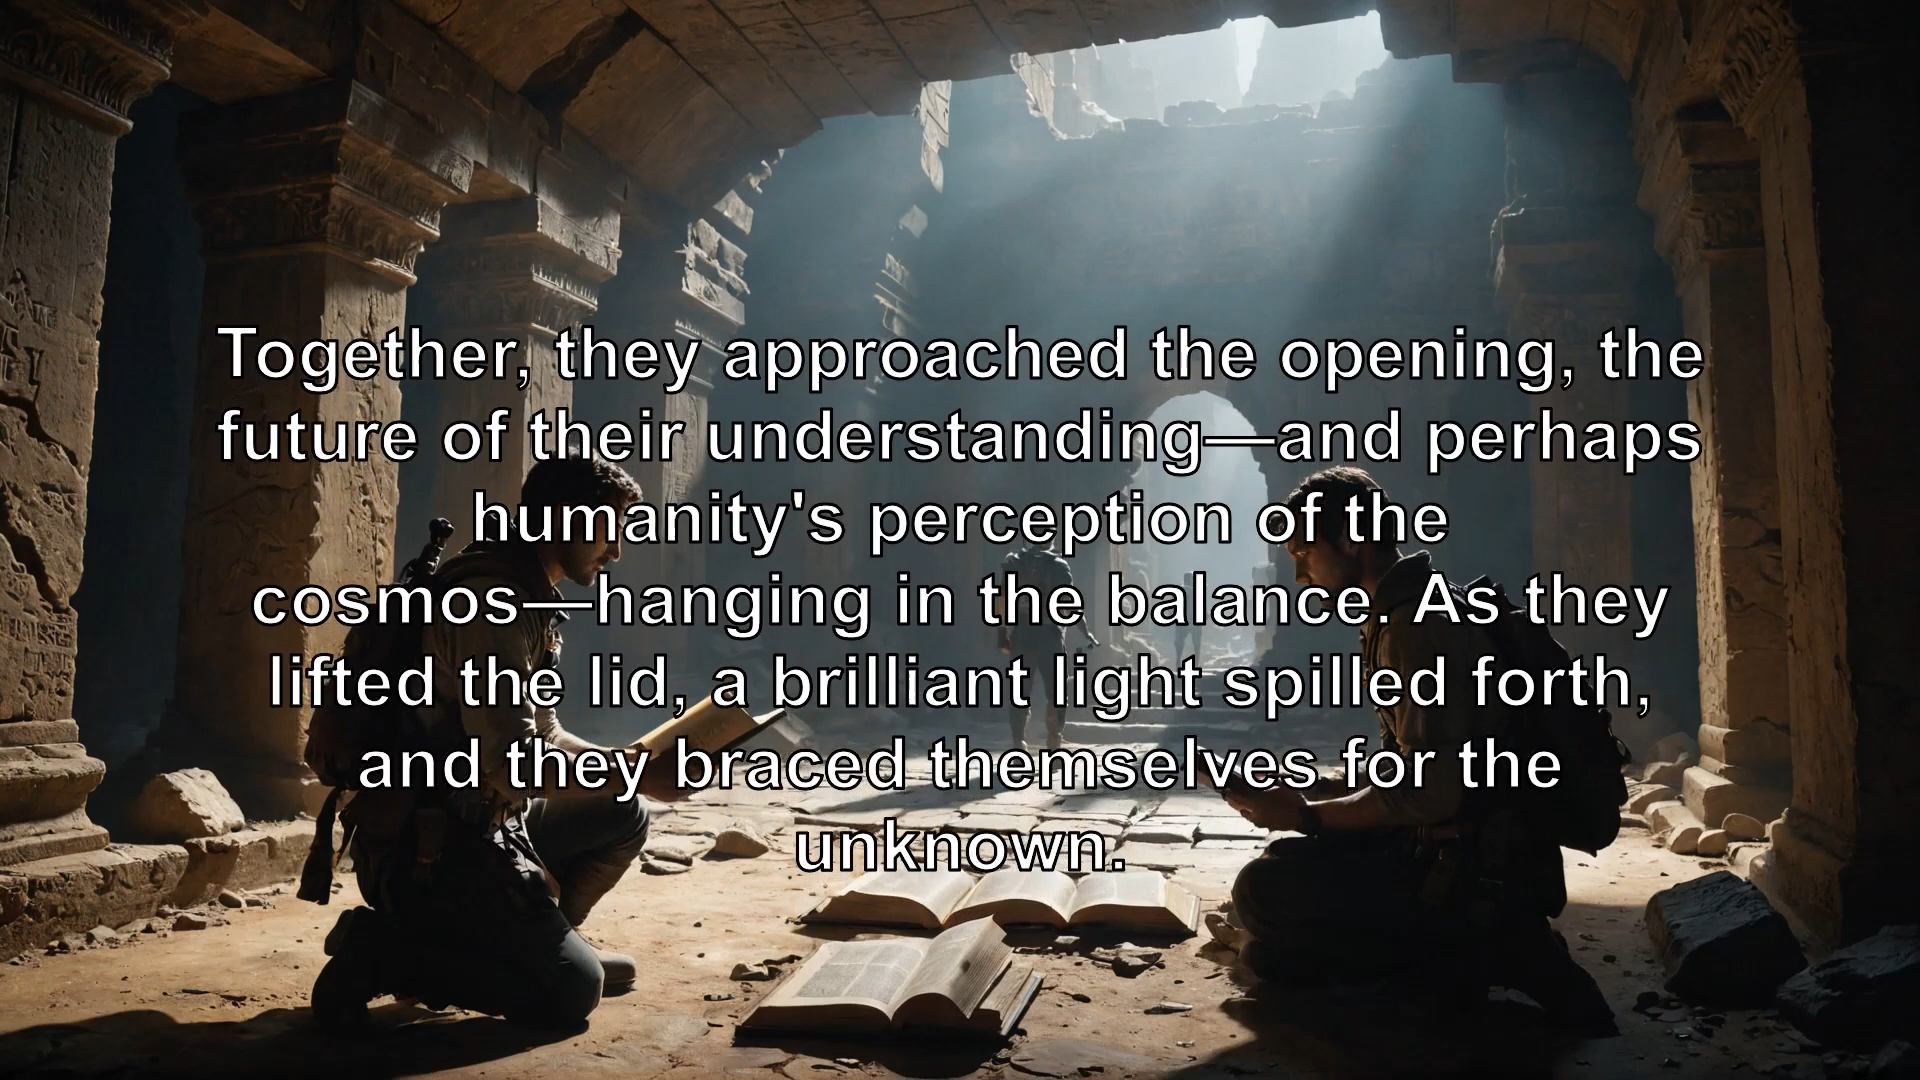 Together, they approached the opening, the
future of their understanding—and perhaps
humanity's perception of the
cosmos—hanging in the balance. As they
lifted the lid, a brilliant light spilled forth,
and they braced themselves for the
unknown.